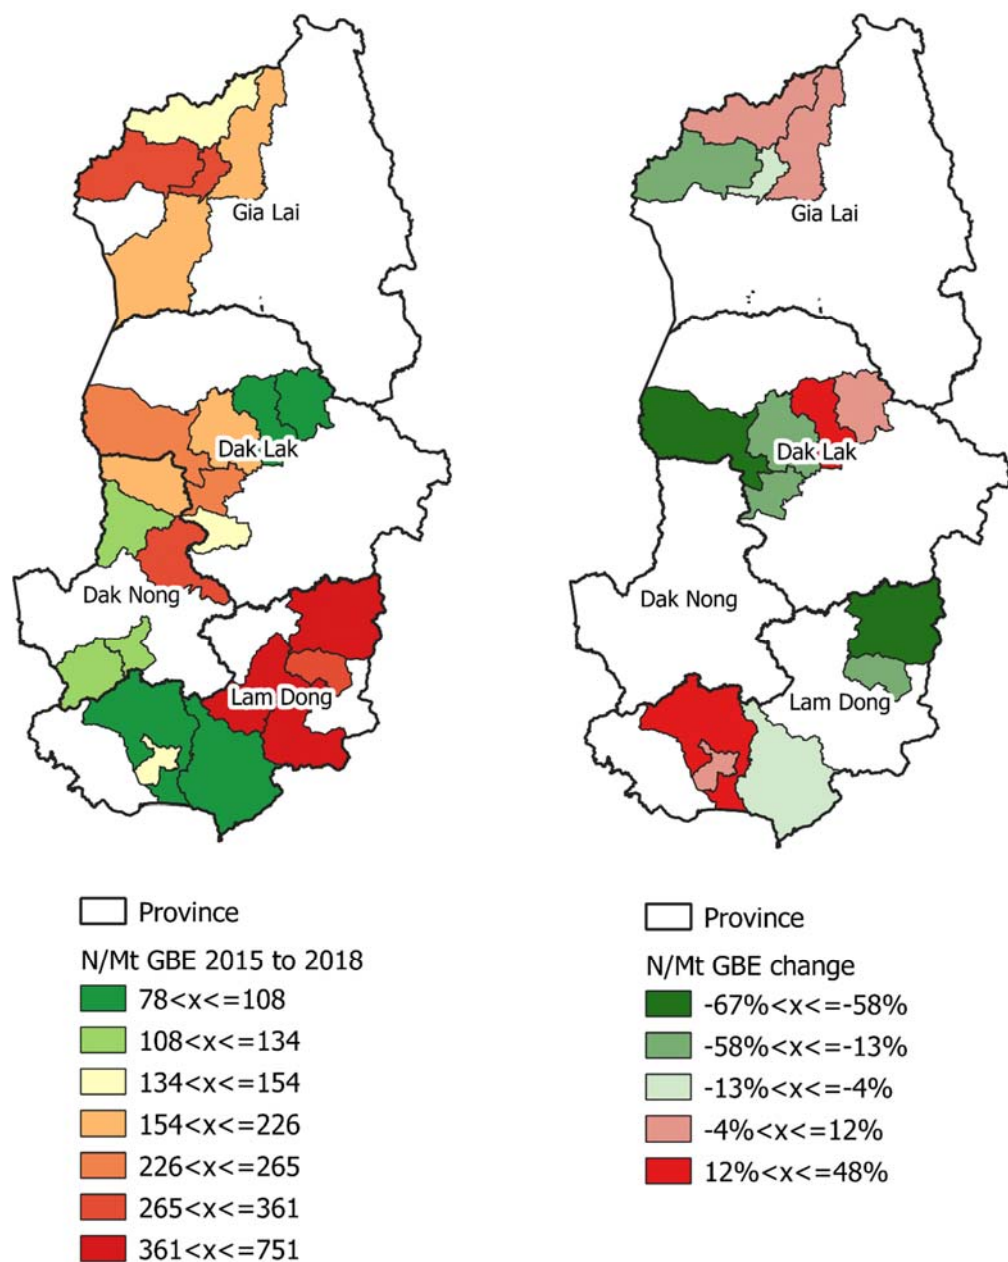 Gia Lai
Dak Lak
Dak Nong
Lam Dong
Province
N/Mt GBE 2015 to 2018
78<x<=108
108<x<=134
134<x<=154
154<x<=226
226<x<=265
265<x<=361
361<x<=751
Gia Lai
Dak Lak
Dak Nong
Lam Dong
Province
N/Mt GBE change
-67%<x<=-58%
-58%<x<=-13%
-13%<x<=-4%
-4%<x<=12%
12%<x<=48%